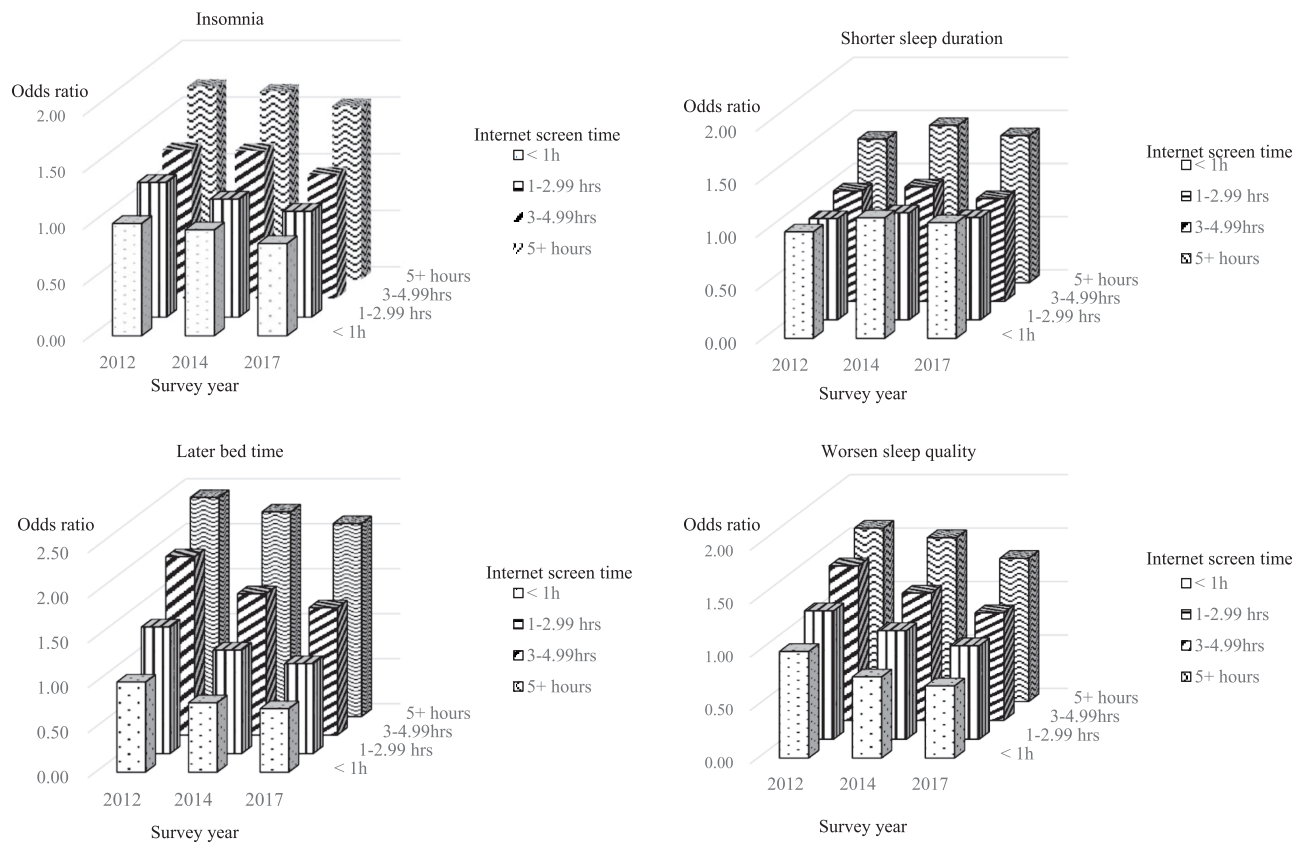 Insomnia
Odds ratio
2.00
1.50
1.00
0.50
0.00
2012 2014 2017
Survey year
5+ hours
3-4.99hrs
1-2.99 hrs
< 1h
Internet screen time
< 1h
1-2.99 hrs
3-4.99hrs
5+ hours
Shorter sleep duration
Odds ratio
2.00
1.50
1.00
0.50
0.00
2012 2014 2017
Survey year
5+ hours
3-4.99hrs
1-2.99 hrs
< 1h
Internet screen time
< 1h
1-2.99 hrs
3-4.99hrs
5+ hours
Later bed time
Odds ratio
2.50
2.00
1.50
1.00
0.50
0.00
2012 2014 2017
Survey year
5+ hours
3-4.99hrs
1-2.99 hrs
< 1h
Internet screen time
< 1h
1-2.99 hrs
3-4.99hrs
5+ hours
Worsen sleep quality
Odds ratio
2.00
1.50
1.00
0.50
0.00
2012 2014 2017
Survey year
5+ hours
3-4.99hrs
1-2.99 hrs
< 1h
Internet screen time
< 1h
1-2.99 hrs
3-4.99hrs
5+ hours